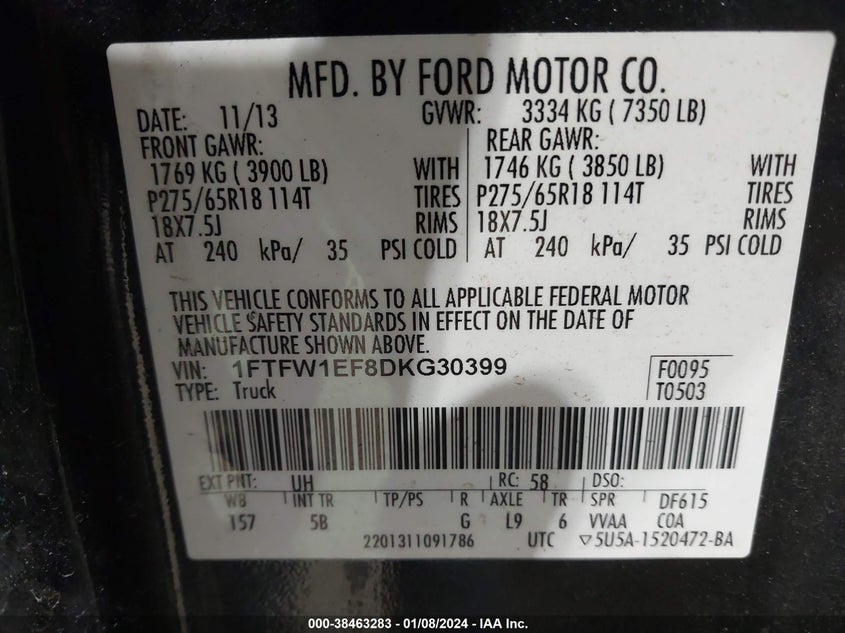 MFD. BY FORD MOTOR CO.
DATE: 11/13 GVWR: 3334 KG ( 7350 LB)
FRONT GAWR: REAR GAWR:
1769 KG ( 3900 LB) WITH 1746 KG ( 3850 LB) WITH
P275/65R18 114T TIRES P275/65R18 114T TIRES
18X7.5J RIMS 18X7.5J RIMS
AT 240 kPa/ 35 PSI COLD AT 240 kPa/ 35 PSI COLD
THIS VEHICLE CONFORMS TO ALL APPLICABLE FEDERAL MOTOR
VEHICLE SAFETY STANDARDS IN EFFECT ON THE DATE OF
MANUFACTURE SHOWN ABOVE.
VIN: 1FTFW1EF8DKG30399 F0095
TYPE: Truck T0503
EXT PNT: UH RC: 58 DSO:
WB INT TR TP/PS R AXLE TR SPR DF615
157 5B G L9 6 VVAA COA
2201311091786 UTC ▽5U5A-1520472-BA
000-38463283 - 01/08/2024 - IAA Inc.